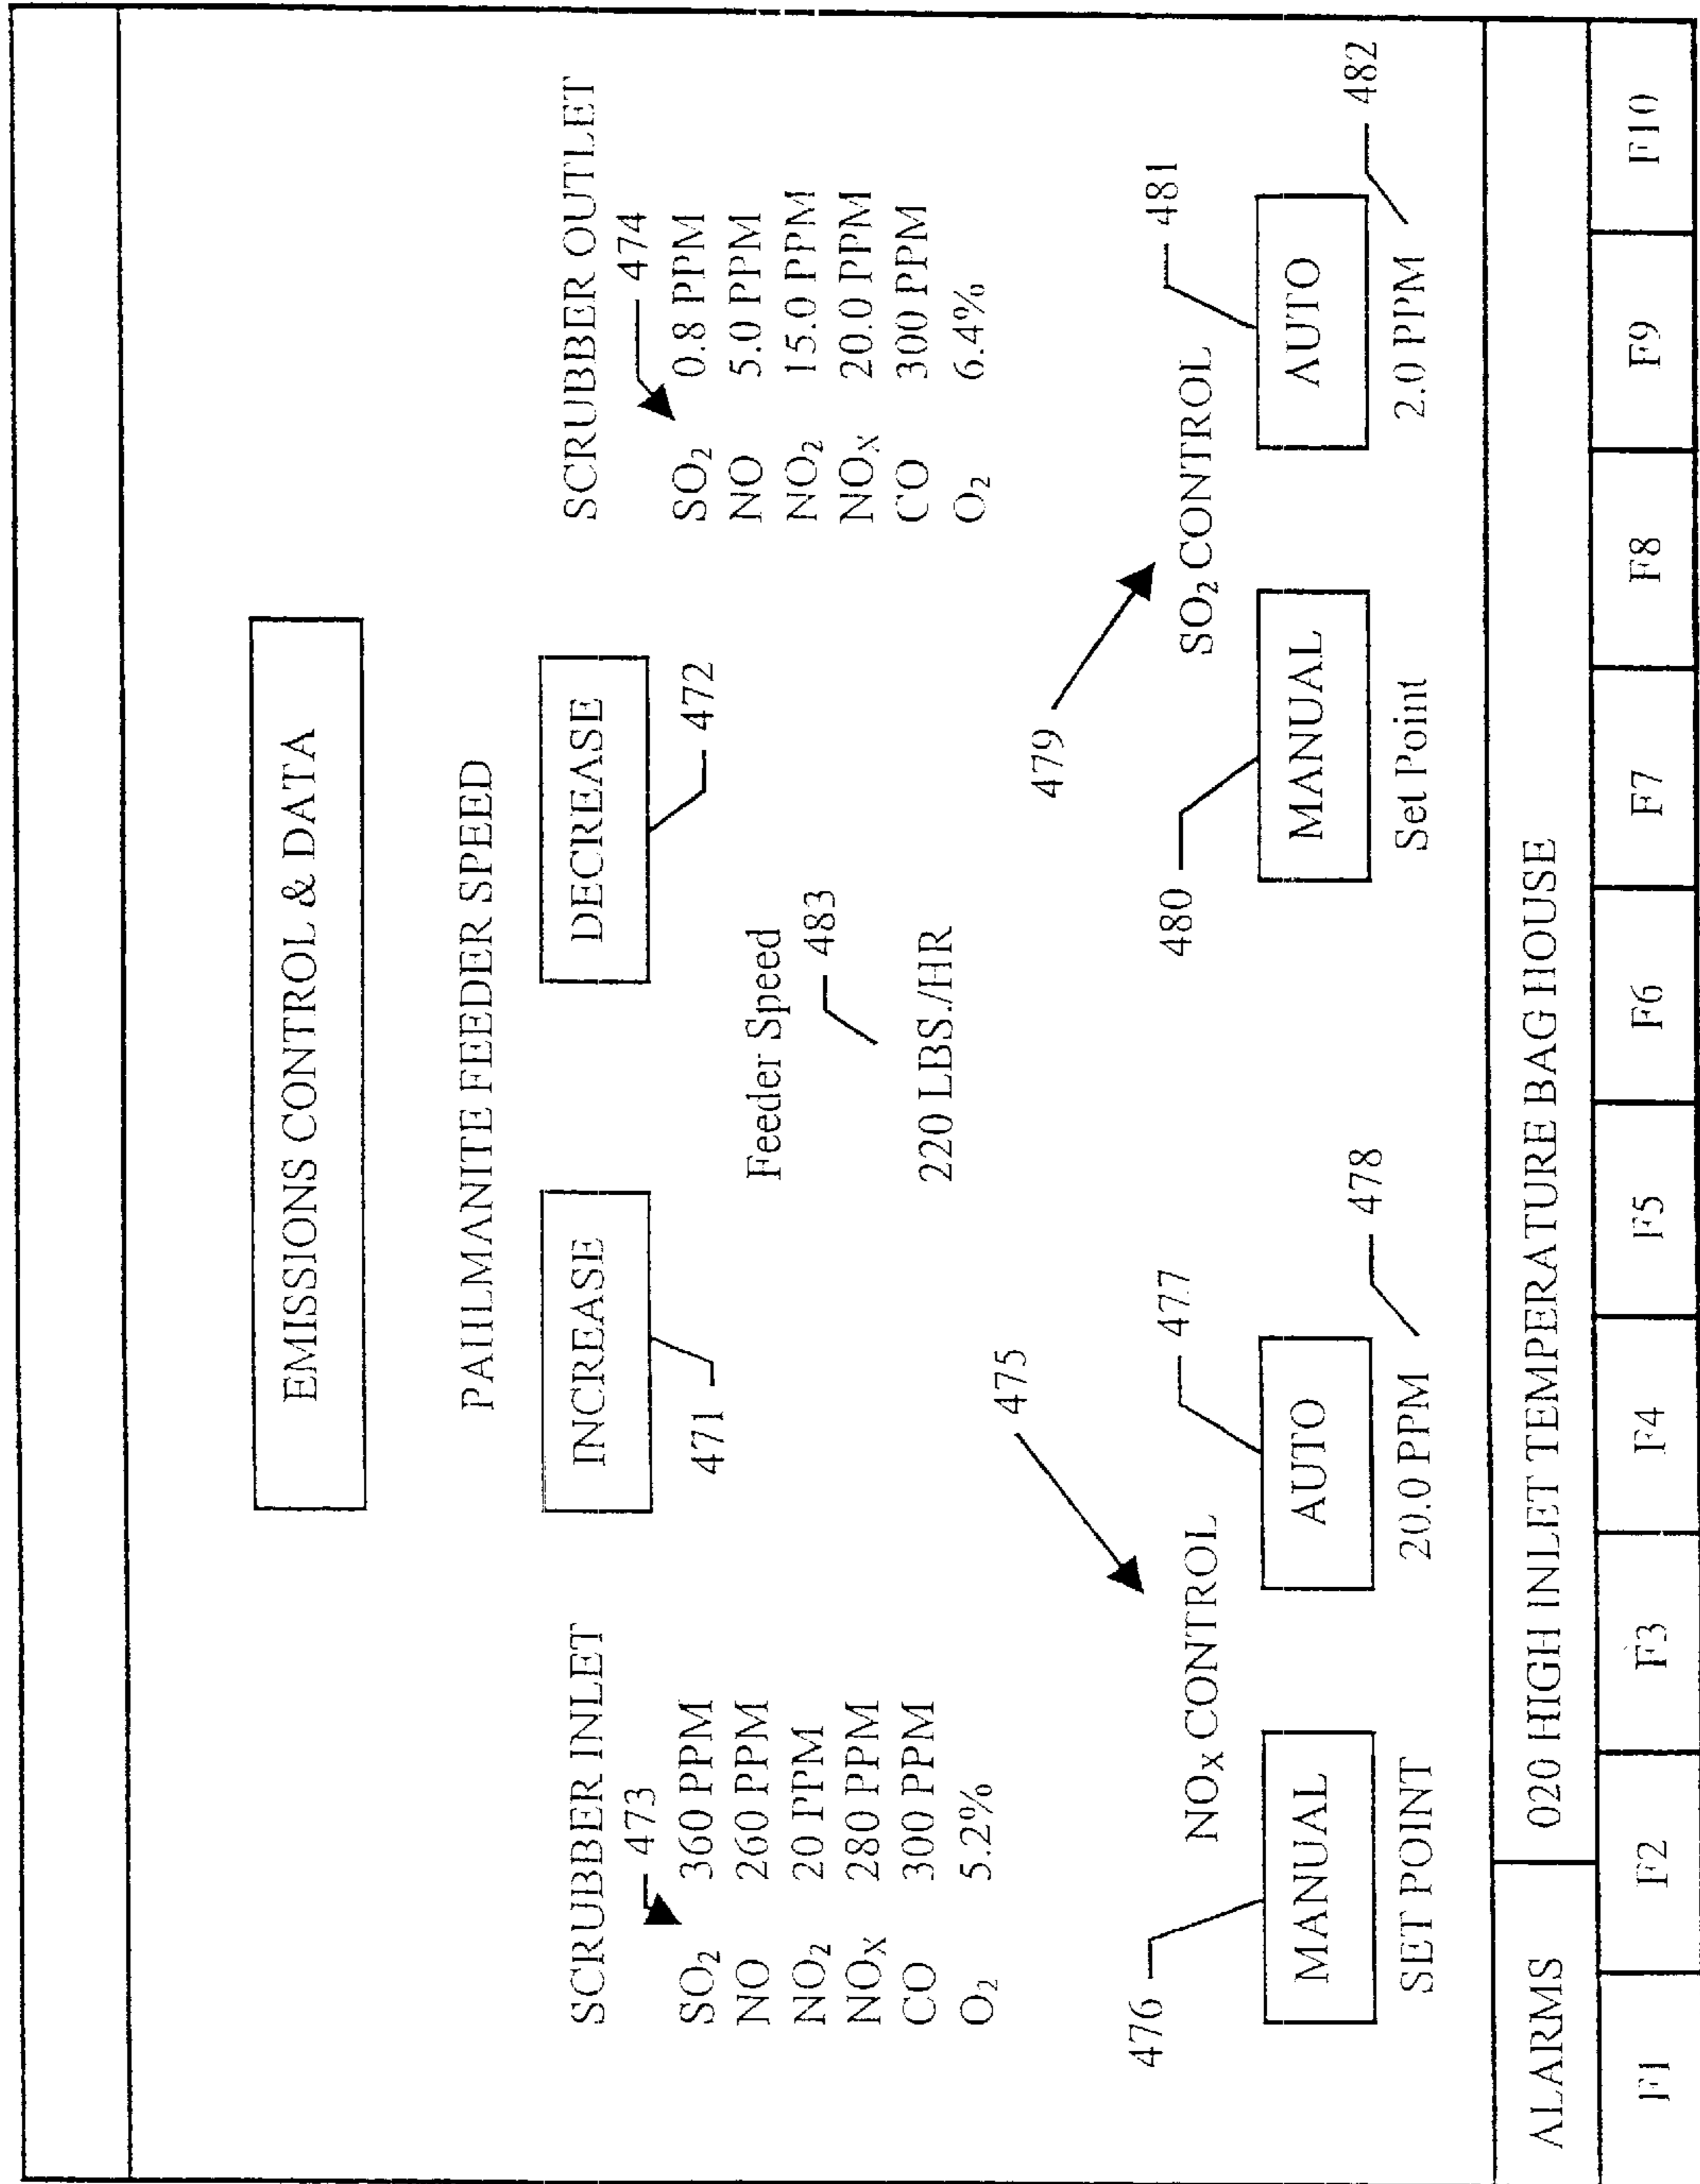 EMISSIONS CONTROL & DATA
PAHLMANITE FEEDER SPEED
INCREASE
DECREASE
471
472
Feeder Speed
483
220 LBS./HR
SCRUBBER INLET
473
SO₂ 360 PPM
NO 260 PPM
NO₂ 20 PPM
NOₓ 280 PPM
CO 300 PPM
O₂ 5.2%
SCRUBBER OUTLET
474
SO₂ 0.8 PPM
NO 5.0 PPM
NO₂ 15.0 PPM
NOₓ 20.0 PPM
CO 300 PPM
O₂ 6.4%
475
NOₓ CONTROL
476
477
MANUAL
AUTO
478
SET POINT
20.0 PPM
479
SO₂ CONTROL
480
481
MANUAL
AUTO
482
Set Point
2.0 PPM
ALARMS
020 HIGH INLET TEMPERATURE BAG HOUSE
F1 F2 F3 F4 F5 F6 F7 F8 F9 F10